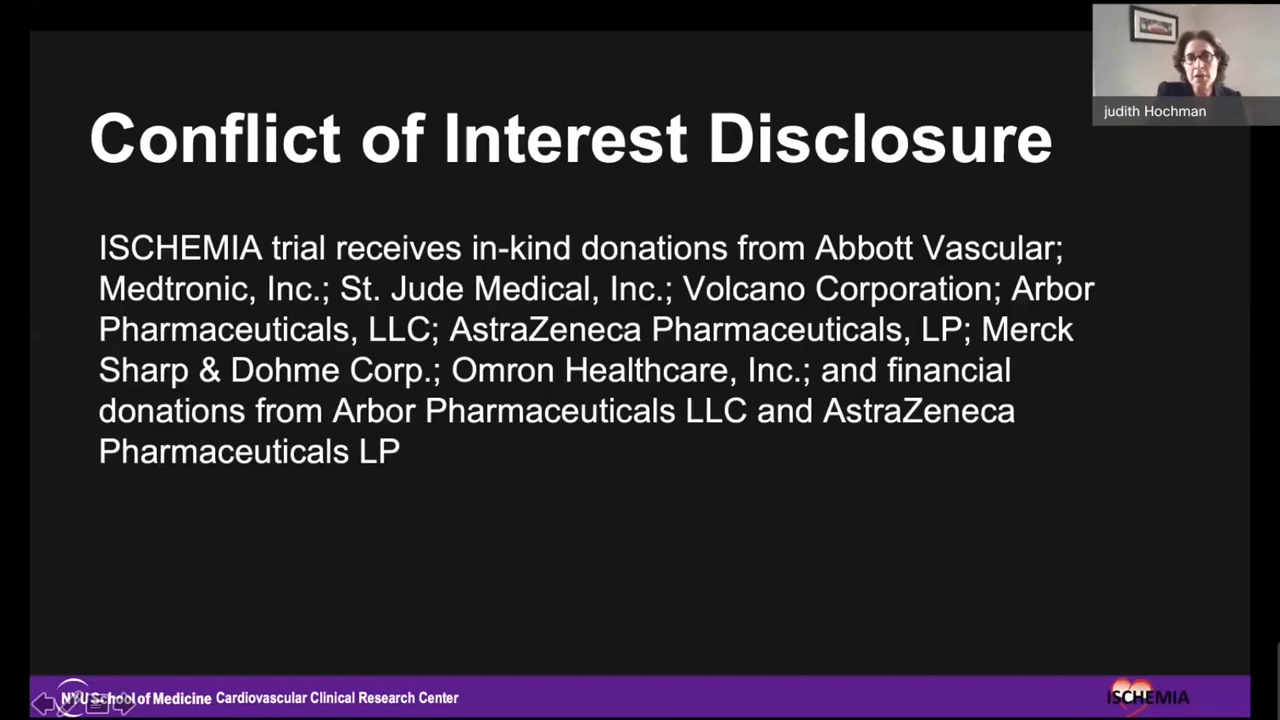 judith Hochman
Conflict of Interest Disclosure
ISCHEMIA trial receives in-kind donations from Abbott Vascular;
Medtronic, Inc.; St. Jude Medical, Inc.; Volcano Corporation; Arbor
Pharmaceuticals, LLC; AstraZeneca Pharmaceuticals, LP; Merck
Sharp & Dohme Corp.; Omron Healthcare, Inc.; and financial
donations from Arbor Pharmaceuticals LLC and AstraZeneca
Pharmaceuticals LP
NYU School of Medicine Cardiovascular Clinical Research Center
ISCHEMIA